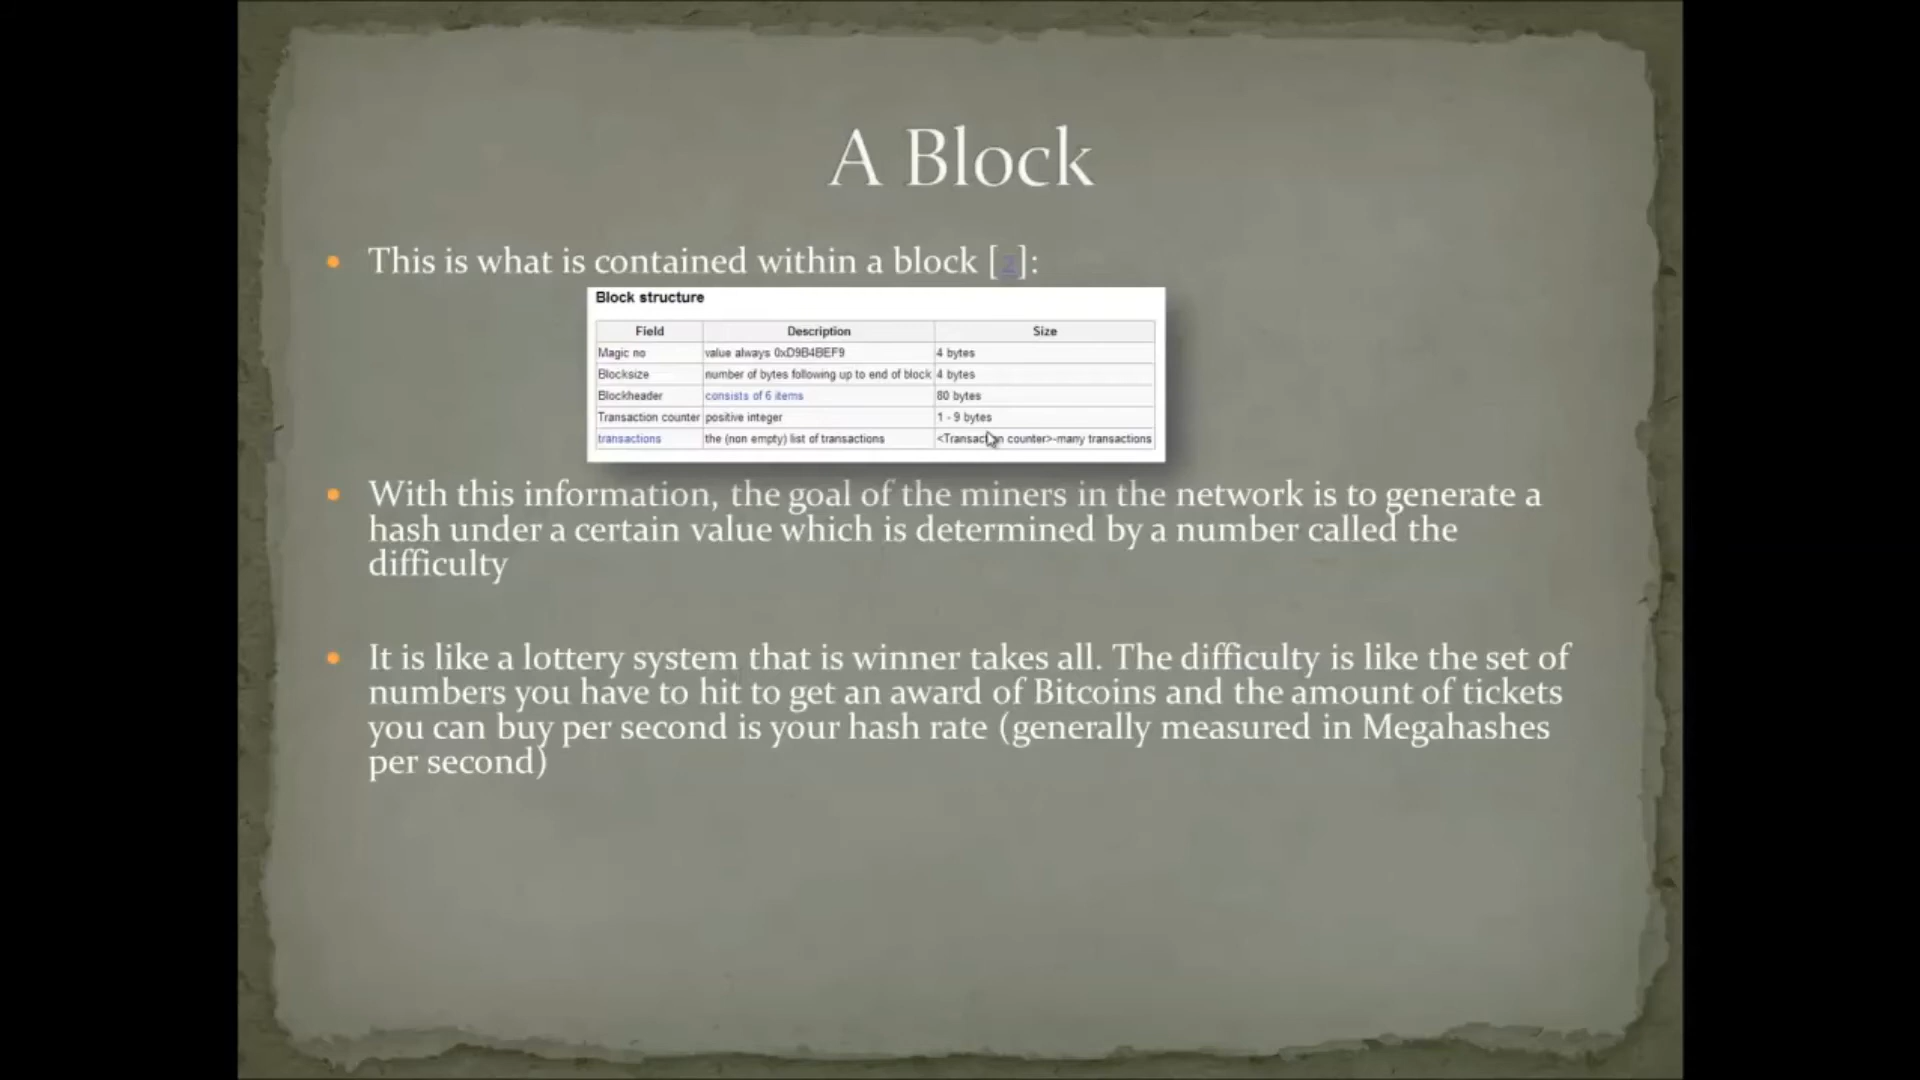 A Block
This is what is contained within a block [2]:
Block structure
Field Description Size
Magic no value always 0xD9B4BEF9 4 bytes
Blocksize number of bytes following up to end of block 4 bytes
Blockheader consists of 6 items 80 bytes
Transaction counter positive integer 1 - 9 bytes
transactions the (non empty) list of transactions <Transaction counter>-many transactions
With this information, the goal of the miners in the network is to generate a
hash under a certain value which is determined by a number called the
difficulty
It is like a lottery system that is winner takes all. The difficulty is like the set of
numbers you have to hit to get an award of Bitcoins and the amount of tickets
you can buy per second is your hash rate (generally measured in Megahashes
per second)